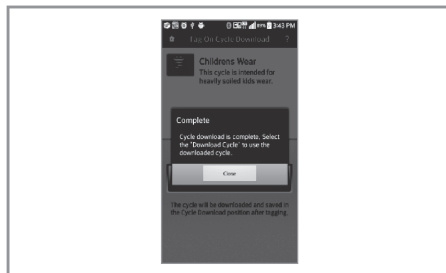 3:43 PM
Tag On Cycle Download ?
Childrens Wear
This cycle is intended for
heavily soiled kids wear.
Complete
Cycle download is complete, Select
the "Download Cycle" to use the
downloaded cycle.
Close
The cycle will be downloaded and saved in
the Cycle Download position after tagging.